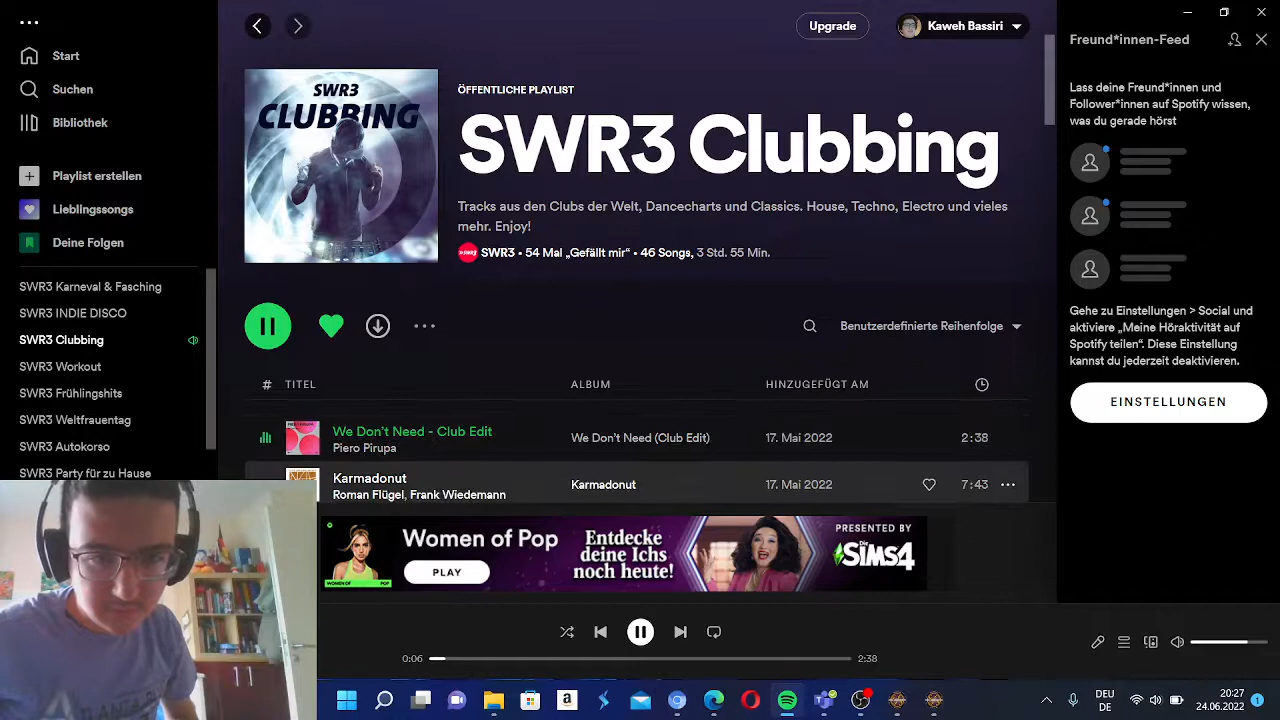 Start
Suchen
Bibliothek
Playlist erstellen
Lieblingssongs
Deine Folgen
SWR3 Karneval & Fasching
SWR3 INDIE DISCO
SWR3 Clubbing
SWR3 Workout
SWR3 Frühlingshits
SWR3 Weltfrauentag
SWR3 Autokorso
SWR3 Party für zu Hause
Upgrade
Kaweh Bassiri
SWR3
CLUBBING
ÖFFENTLICHE PLAYLIST
SWR3 Clubbing
Tracks aus den Clubs der Welt, Dancecharts und Classics. House, Techno, Electro und vieles
mehr. Enjoy!
SWR3 • 54 Mal „Gefällt mir“ • 46 Songs, 3 Std. 55 Min.
Benutzerdefinierte Reihenfolge
# TITEL ALBUM HINZUGEFÜGT AM
We Don’t Need - Club Edit
Piero Pirupa
We Don’t Need (Club Edit) 17. Mai 2022 2:38
Karmadonut
Roman Flügel, Frank Wiedemann
Karmadonut 17. Mai 2022 7:43
Women of Pop
PLAY
WOMEN OF POP
Entdecke
deine Ichs
noch heute!
PRESENTED BY
Die
SIMS4
0:06 2:38
Freund*innen-Feed
Lass deine Freund*innen und
Follower*innen auf Spotify wissen,
was du gerade hörst
Gehe zu Einstellungen > Social und
aktiviere „Meine Höraktivität auf
Spotify teilen“. Diese Einstellung
kannst du jederzeit deaktivieren.
EINSTELLUNGEN
DEU
DE
20:27
24.06.2022
1